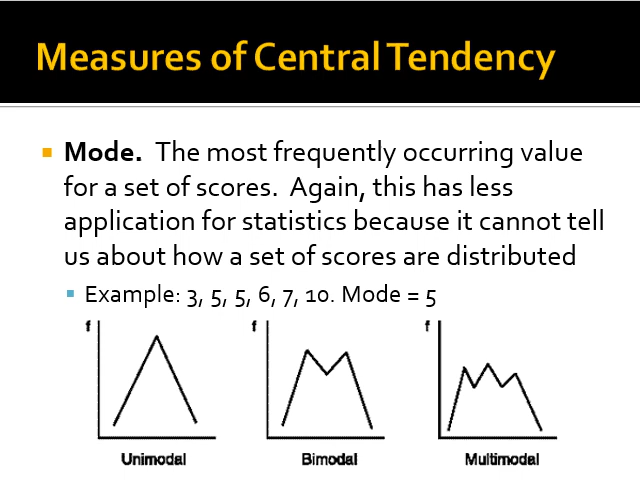 Measures of Central Tendency
Mode. The most frequently occurring value
for a set of scores. Again, this has less
application for statistics because it cannot tell
us about how a set of scores are distributed
Example: 3, 5, 5, 6, 7, 10. Mode = 5
f f f
Unimodal Bimodal Multimodal